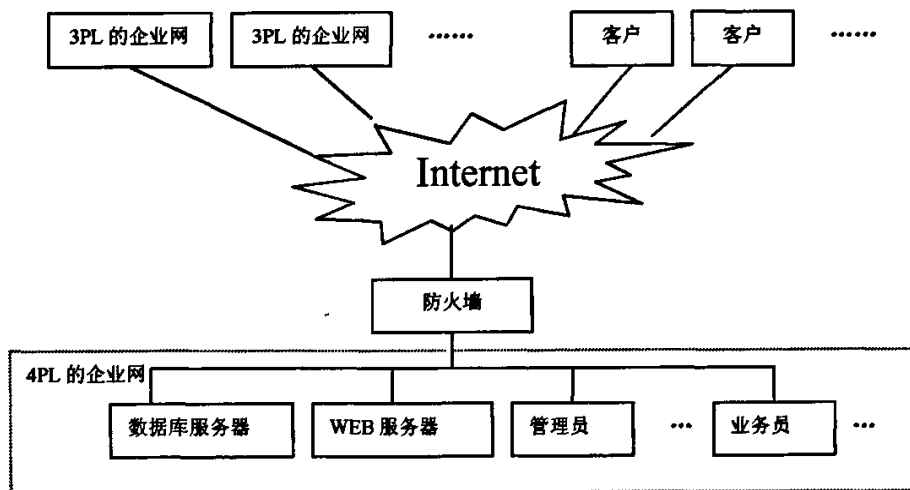 3PL 的企业网
3PL 的企业网
……
客户
客户
……
Internet
防火墙
4PL 的企业网
数据库服务器
WEB 服务器
管理员
…
业务员
…